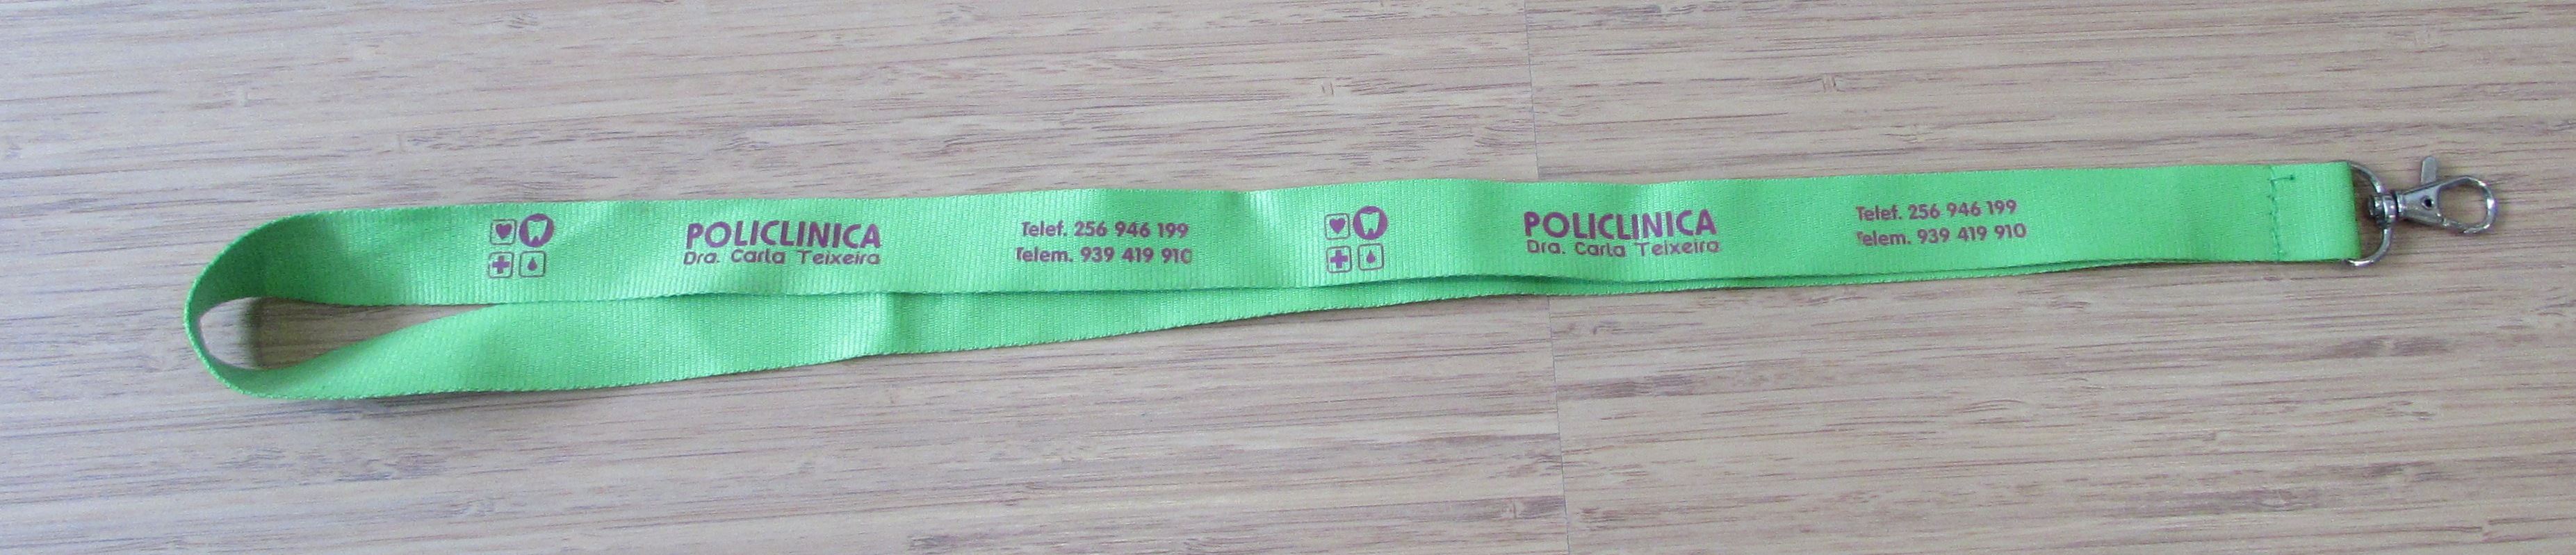 POLICLINICA
Dra. Carla Teixeira
Telef. 256 946 199
Telem. 939 419 910
POLICLINICA
Dra. Carla Teixeira
Telef. 256 946 199
Telem. 939 419 910